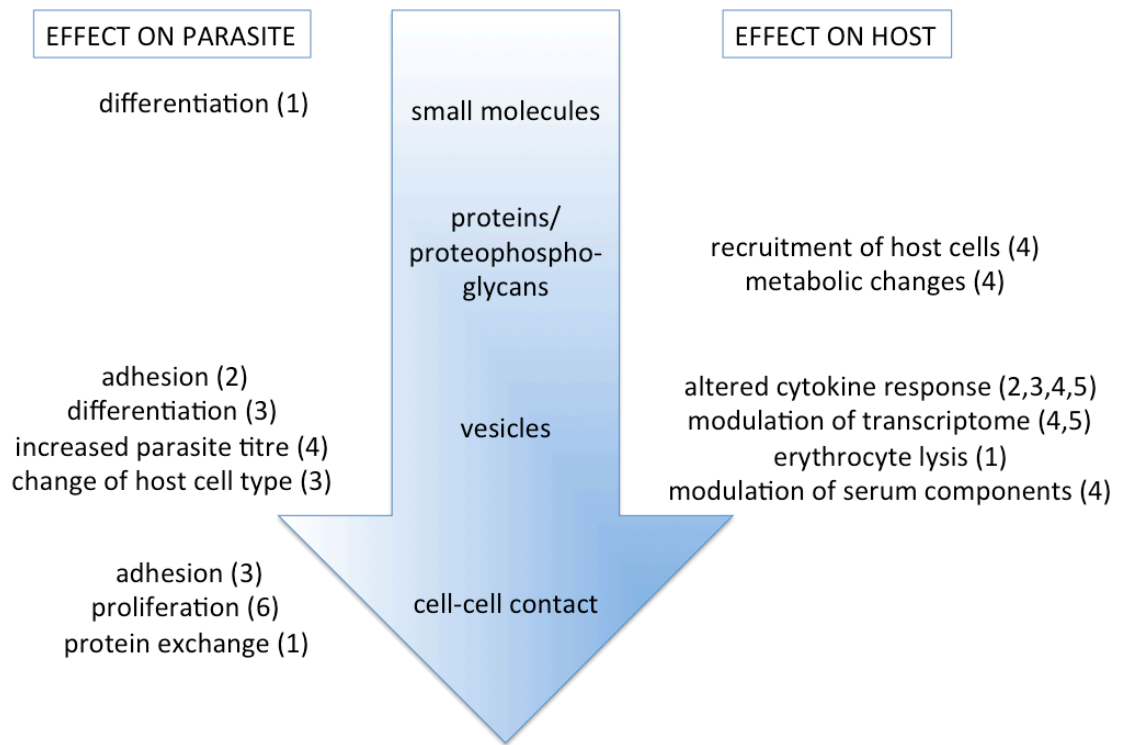 EFFECT ON PARASITE
EFFECT ON HOST
differentiation (1)
small molecules
proteins/
proteophospho-
glycans
recruitment of host cells (4)
metabolic changes (4)
adhesion (2)
differentiation (3)
increased parasite titre (4)
change of host cell type (3)
vesicles
altered cytokine response (2,3,4,5)
modulation of transcriptome (4,5)
erythrocyte lysis (1)
modulation of serum components (4)
adhesion (3)
proliferation (6)
protein exchange (1)
cell-cell contact